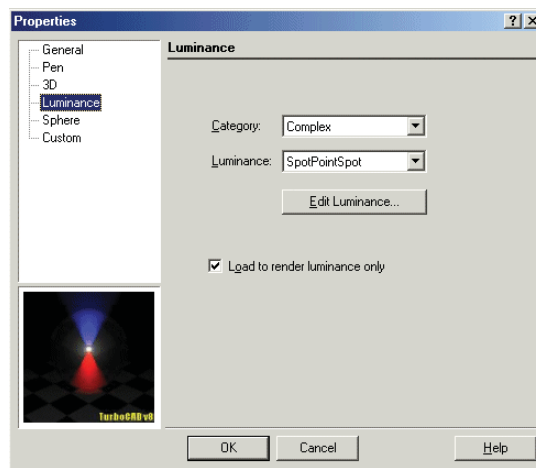 Properties
General
Pen
3D
Luminance
Sphere
Custom
Luminance
Category: Complex
Luminance: SpotPointSpot
Edit Luminance...
Load to render luminance only
TurboCAD v8
OK Cancel Help